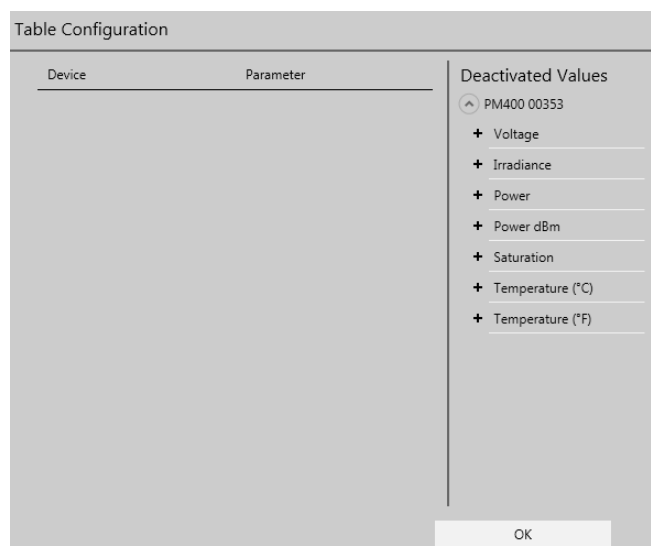 Table Configuration
Device Parameter
Deactivated Values
PM400 00353
+ Voltage
+ Irradiance
+ Power
+ Power dBm
+ Saturation
+ Temperature (°C)
+ Temperature (°F)
OK